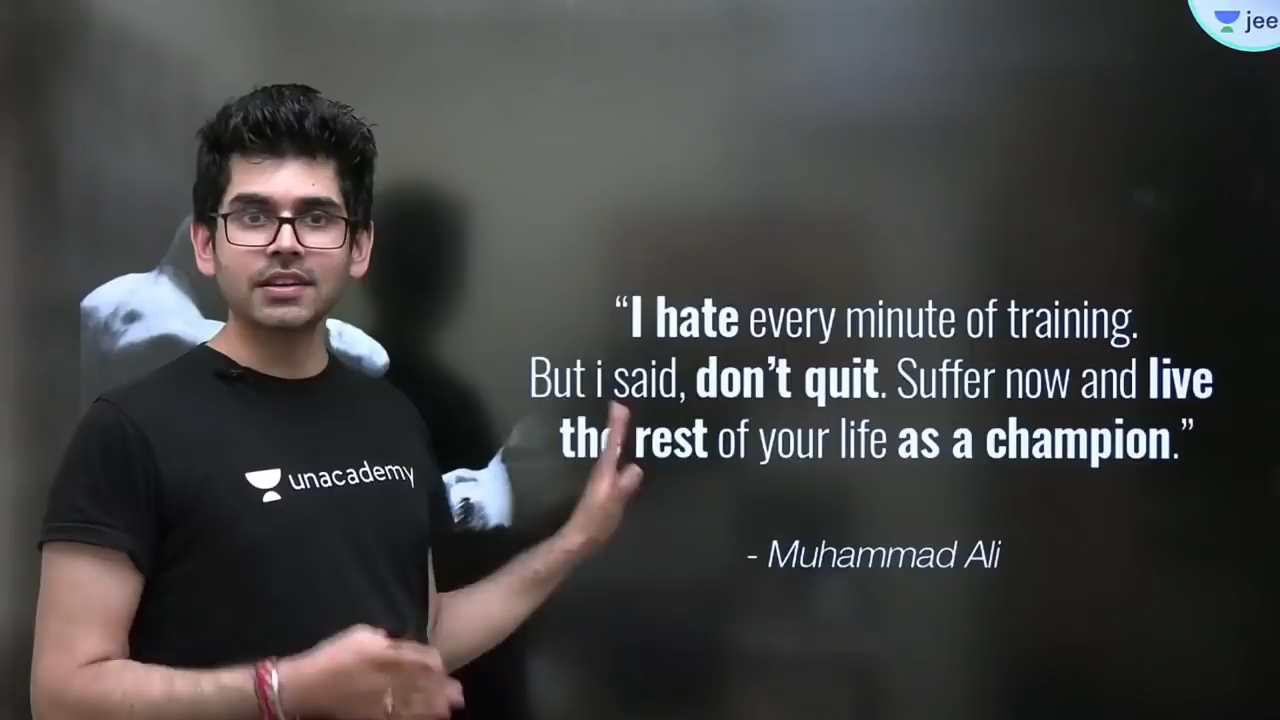 jee
“I hate every minute of training.
But i said, don’t quit. Suffer now and live
the rest of your life as a champion.”
- Muhammad Ali
unacademy